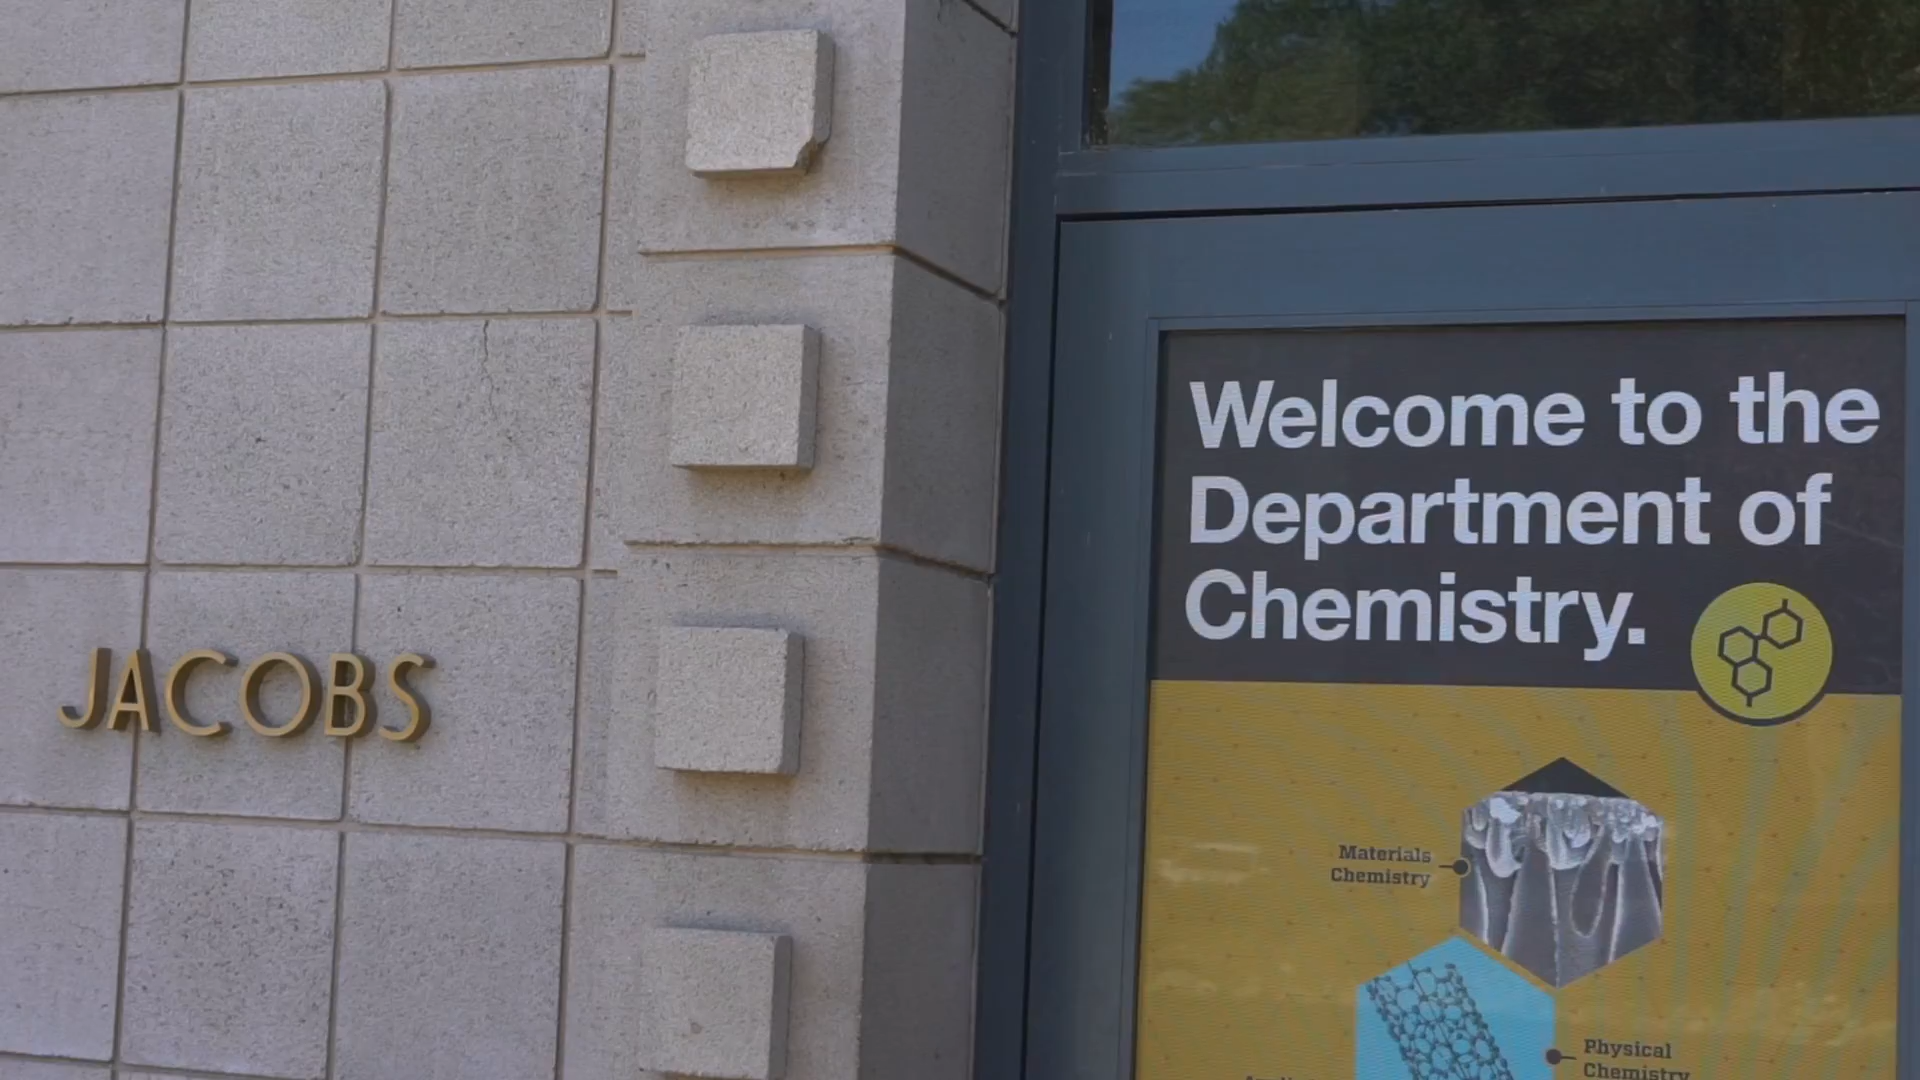 JACOBS
Welcome to the
Department of
Chemistry.
Materials
Chemistry
Physical
Chemistry